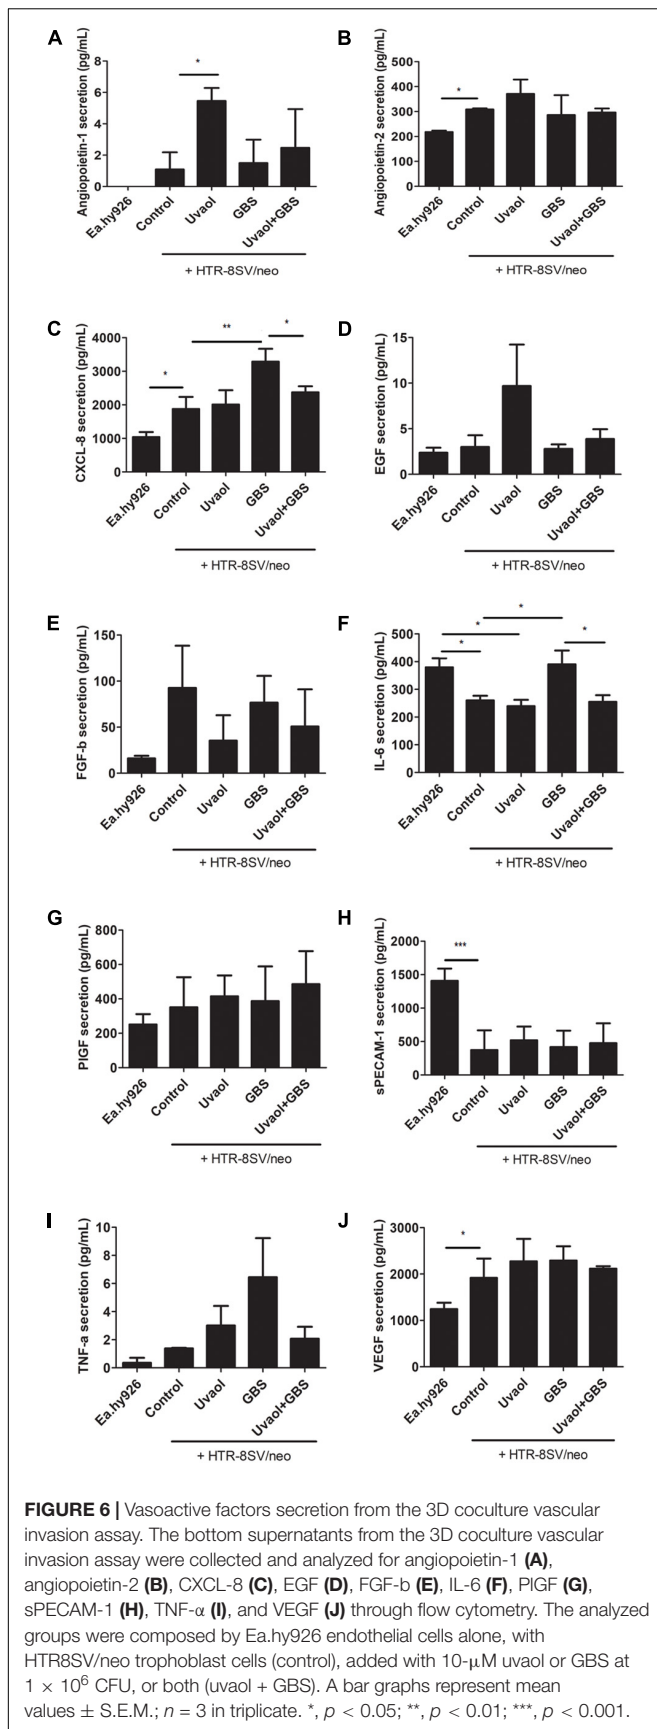 A
Angiopoietin-1 secretion (pg/mL)
6
4
2
0
*
Ea.hy926
Control
Uvaol
GBS
Uvaol+GBS
+ HTR-8SV/neo
B
Angiopoietin-2 secretion (pg/mL)
500
400
300
200
100
0
*
Ea.hy926
Control
Uvaol
GBS
Uvaol+GBS
+ HTR-8SV/neo
C
CXCL-8 secretion (pg/mL)
4000
3000
2000
1000
0
*
**
*
Ea.hy926
Control
Uvaol
GBS
Uvaol+GBS
+ HTR-8SV/neo
D
EGF secretion (pg/mL)
15
10
5
0
Ea.hy926
Control
Uvaol
GBS
Uvaol+GBS
+ HTR-8SV/neo
E
FGF-b secretion (pg/mL)
150
100
50
0
Ea.hy926
Control
Uvaol
GBS
Uvaol+GBS
+ HTR-8SV/neo
F
IL-6 secretion (pg/mL)
500
400
300
200
100
0
*
*
*
*
Ea.hy926
Control
Uvaol
GBS
Uvaol+GBS
+ HTR-8SV/neo
G
PIGF secretion (pg/mL)
800
600
400
200
0
Ea.hy926
Control
Uvaol
GBS
Uvaol+GBS
+ HTR-8SV/neo
H
sPECAM-1 secretion (pg/mL)
2000
1500
1000
500
0
***
Ea.hy926
Control
Uvaol
GBS
Uvaol+GBS
+ HTR-8SV/neo
I
TNF-a secretion (pg/mL)
10
8
6
4
2
0
Ea.hy926
Control
Uvaol
GBS
Uvaol+GBS
+ HTR-8SV/neo
J
VEGF secretion (pg/mL)
3000
2000
1000
0
*
Ea.hy926
Control
Uvaol
GBS
Uvaol+GBS
+ HTR-8SV/neo
FIGURE 6 | Vasoactive factors secretion from the 3D coculture vascular
invasion assay. The bottom supernatants from the 3D coculture vascular
invasion assay were collected and analyzed for angiopoietin-1 (A),
angiopoietin-2 (B), CXCL-8 (C), EGF (D), FGF-b (E), IL-6 (F), PIGF (G),
sPECAM-1 (H), TNF-α (I), and VEGF (J) through flow cytometry. The analyzed
groups were composed by Ea.hy926 endothelial cells alone, with
HTR8SV/neo trophoblast cells (control), added with 10-μM uvaol or GBS at
1 × 10⁶ CFU, or both (uvaol + GBS). A bar graphs represent mean
values ± S.E.M.; n = 3 in triplicate. *, p < 0.05; **, p < 0.01; ***, p < 0.001.